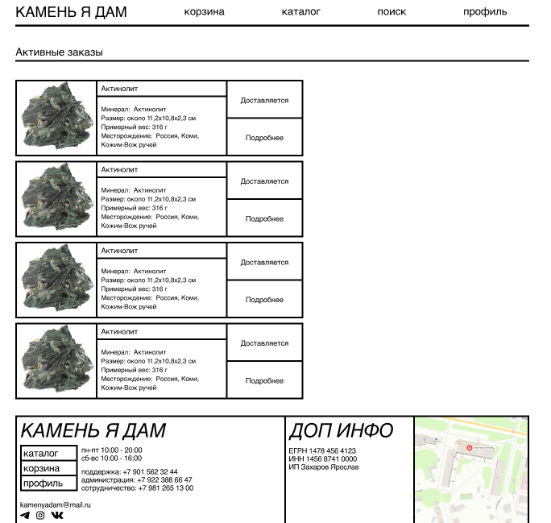 КАМЕНЬ Я ДАМ корзина каталог поиск профиль
Активные заказы
Актинолит
Минерал: Актинолит
Размер: около 11,2х10,8х2,3 см
Примерный вес: 316 г
Месторождение: Россия, Коми,
Кожим-Вож ручей
Доставляется
Подробнее
Актинолит
Минерал: Актинолит
Размер: около 11,2х10,8х2,3 см
Примерный вес: 316 г
Месторождение: Россия, Коми,
Кожим-Вож ручей
Доставляется
Подробнее
Актинолит
Минерал: Актинолит
Размер: около 11,2х10,8х2,3 см
Примерный вес: 316 г
Месторождение: Россия, Коми,
Кожим-Вож ручей
Доставляется
Подробнее
Актинолит
Минерал: Актинолит
Размер: около 11,2х10,8х2,3 см
Примерный вес: 316 г
Месторождение: Россия, Коми,
Кожим-Вож ручей
Доставляется
Подробнее
КАМЕНЬ Я ДАМ
каталог
корзина
профиль
пн-пт 10:00 - 20:00
сб-вс 10:00 - 16:00
поддержка: +7 901 562 32 44
администрация: +7 922 388 66 47
сотрудничество: +7 981 265 13 00
kamenyadam@mail.ru
ДОП ИНФО
ЕГРН 1478 456 4123
ИНН 1456 8741 0000
ИП Захаров Ярослав